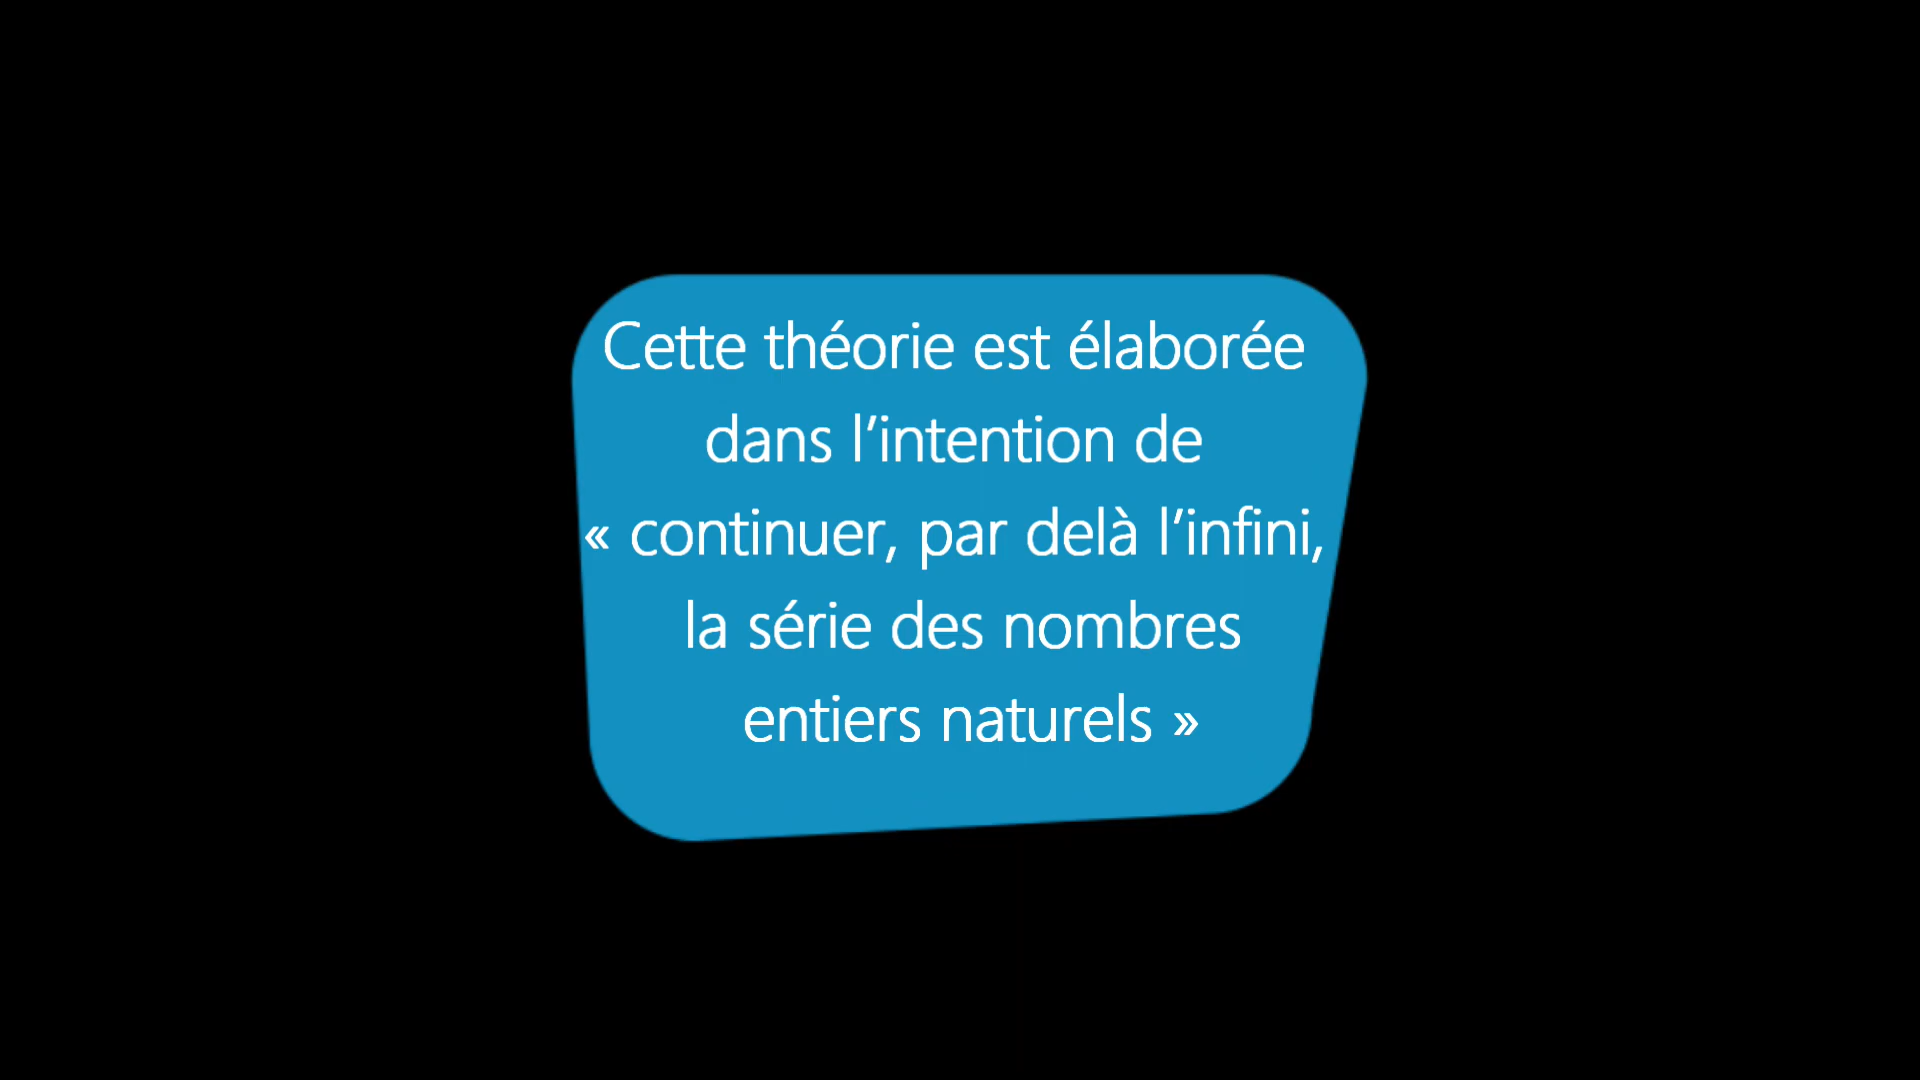 Cette théorie est élaborée
dans l’intention de
« continuer, par delà l’infini,
la série des nombres
entiers naturels »